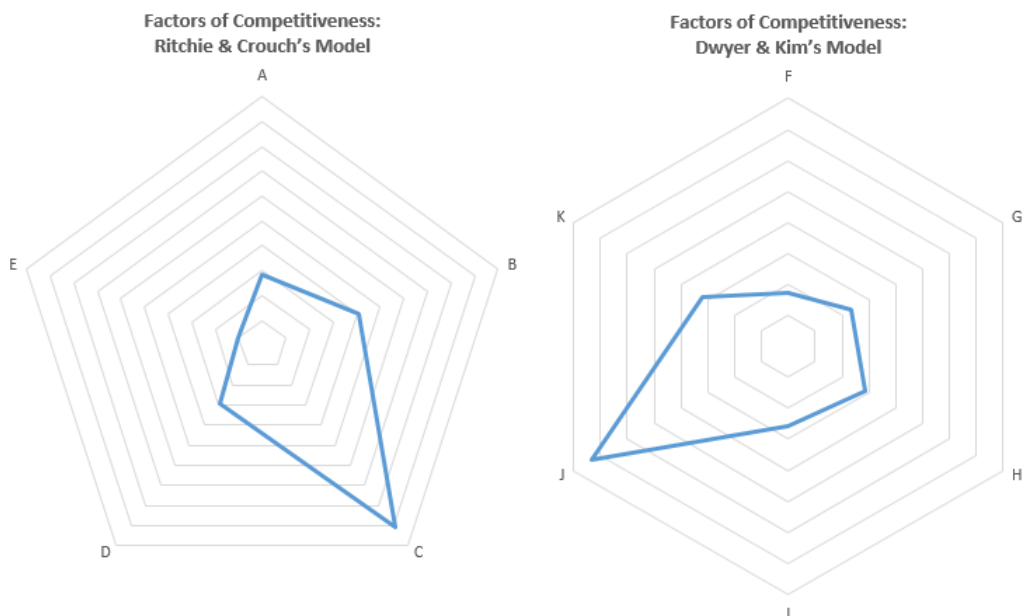 Factors of Competitiveness:
Ritchie & Crouch’s Model
A
B
C
D
E
Factors of Competitiveness:
Dwyer & Kim’s Model
F
G
H
J
K